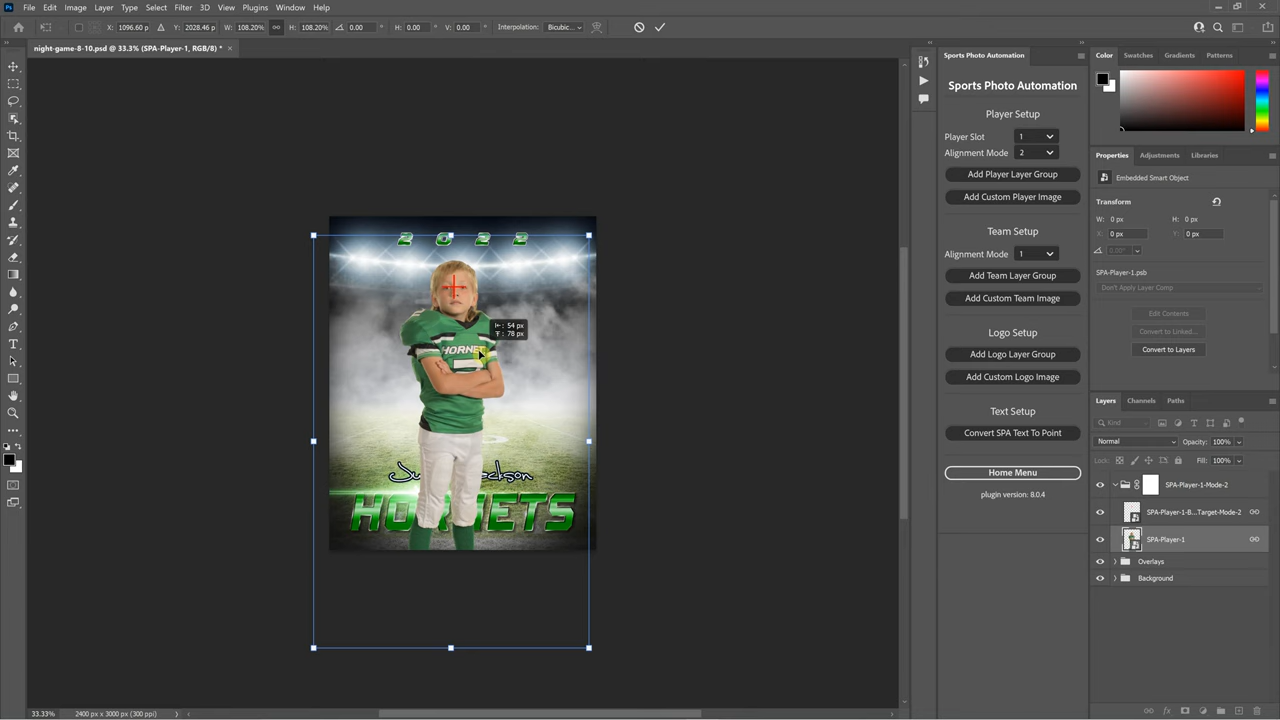 File Edit Image Layer Type Select Filter 3D View Plugins Window Help
X: 1096.60 p Y: 2028.46 px W: 108.20% H: 108.20% 0.00 ° H: 0.00 ° V: 0.00 ° Interpolation: Bicubic...
night-game-8-10.psd @ 33.3% (SPA-Player-1, RGB/8) * ×
2 0 2 2
HORNET
54 px
78 px
33.33% 2400 px x 3000 px (300 ppi)
Sports Photo Automation
Sports Photo Automation
Player Setup
Player Slot 1
Alignment Mode 2
Add Player Layer Group
Add Custom Player Image
Team Setup
Alignment Mode 1
Add Team Layer Group
Add Custom Team Image
Logo Setup
Add Logo Layer Group
Add Custom Logo Image
Text Setup
Convert SPA Text To Point
Home Menu
plugin version: 8.0.4
Color Swatches Gradients Patterns
Properties Adjustments Libraries
Embedded Smart Object
Transform
W: 0 px H: 0 px
X: 0 px Y: 0 px
0.00°
SPA-Player-1.psb
Don't Apply Layer Comp
Edit Contents
Convert to Linked...
Convert to Layers
Layers Channels Paths
Kind
Normal Opacity: 100%
Lock: Fill: 100%
SPA-Player-1-Mode-2
SPA-Player-1-B...Target-Mode-2
SPA-Player-1
Overlays
Background